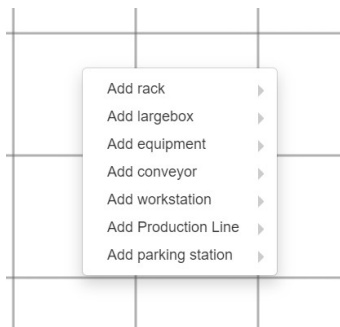 Add rack
Add largebox
Add equipment
Add conveyor
Add workstation
Add Production Line
Add parking station